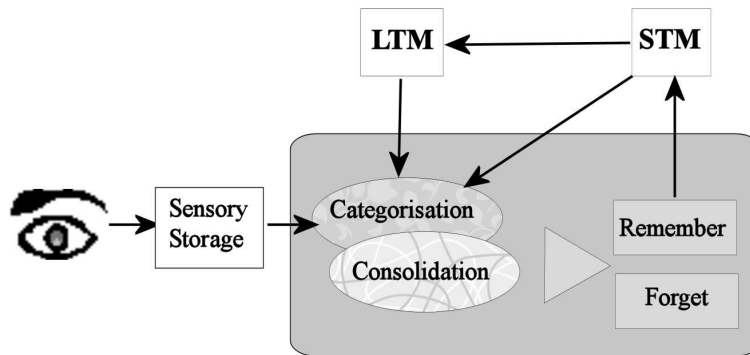 LTM
STM
Sensory
Storage
Categorisation
Consolidation
Remember
Forget